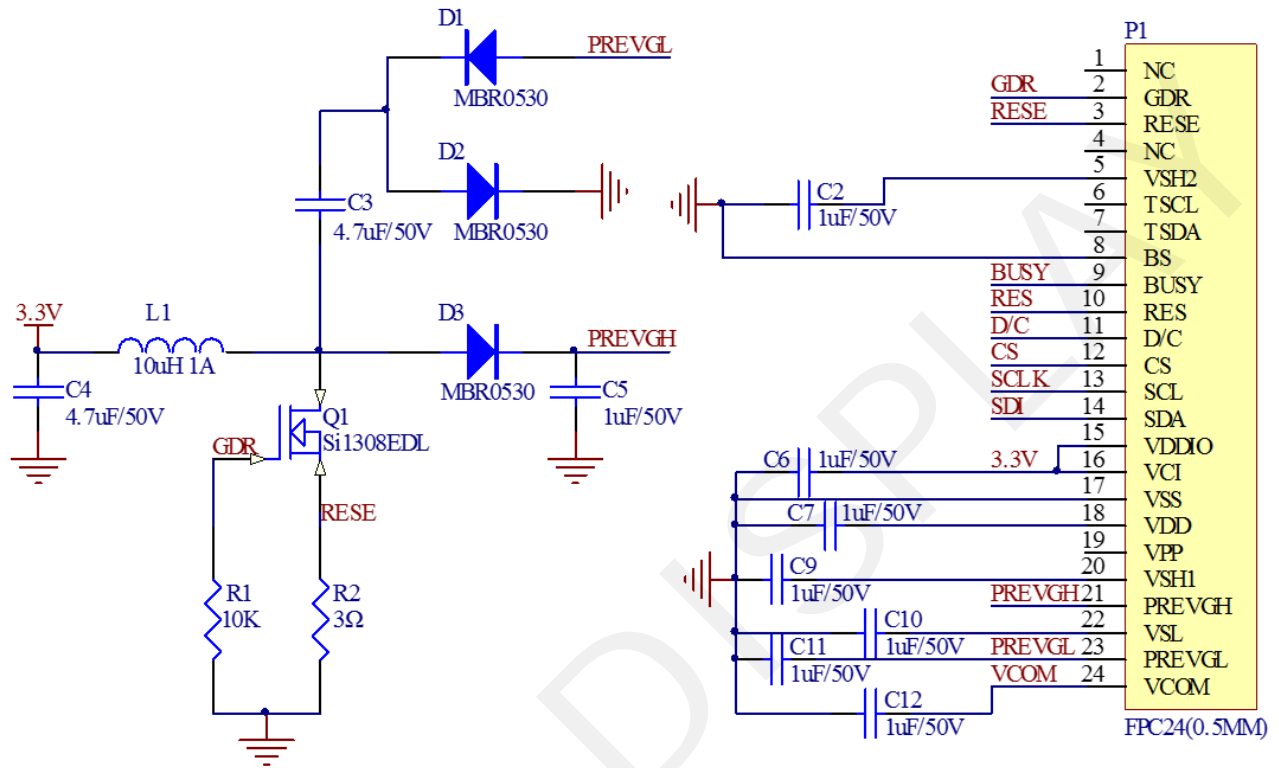 D1
PREVGL
MBR0530
D2
MBR0530
C3
4.7uF/50V
3.3V
L1
10uH 1A
D3
PREVGH
MBR0530
C4
4.7uF/50V
C5
1uF/50V
Q1
Si1308EDL
GDR
RESE
R1
10K
R2
3Ω
P1
1 NC
GDR 2 GDR
RESE 3 RESE
4 NC
5 VSH2
C2
1uF/50V
6 TSCL
7 TSDA
8 BS
BUSY 9 BUSY
RES 10 RES
D/C 11 D/C
CS 12 CS
SCLK 13 SCL
SDI 14 SDA
15 VDDIO
C6 1uF/50V 3.3V 16 VCI
17 VSS
C7 1uF/50V 18 VDD
19 VPP
C9 20 VSH1
1uF/50V
PREVGH 21 PREVGH
C10 22 VSL
1uF/50V
C11 PREVGL 23 PREVGL
1uF/50V
VCOM 24 VCOM
C12
1uF/50V
FPC24(0.5MM)
DISPLAY